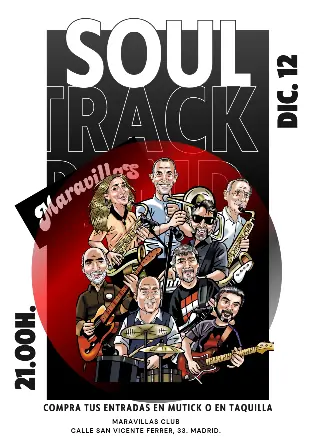 SOUL
TRACK
BAND
DIC. 12
Maravillas
21.00H.
COMPRA TUS ENTRADAS EN MUTICK O EN TAQUILLA
MARAVILLAS CLUB
CALLE SAN VICENTE FERRER, 33. MADRID.